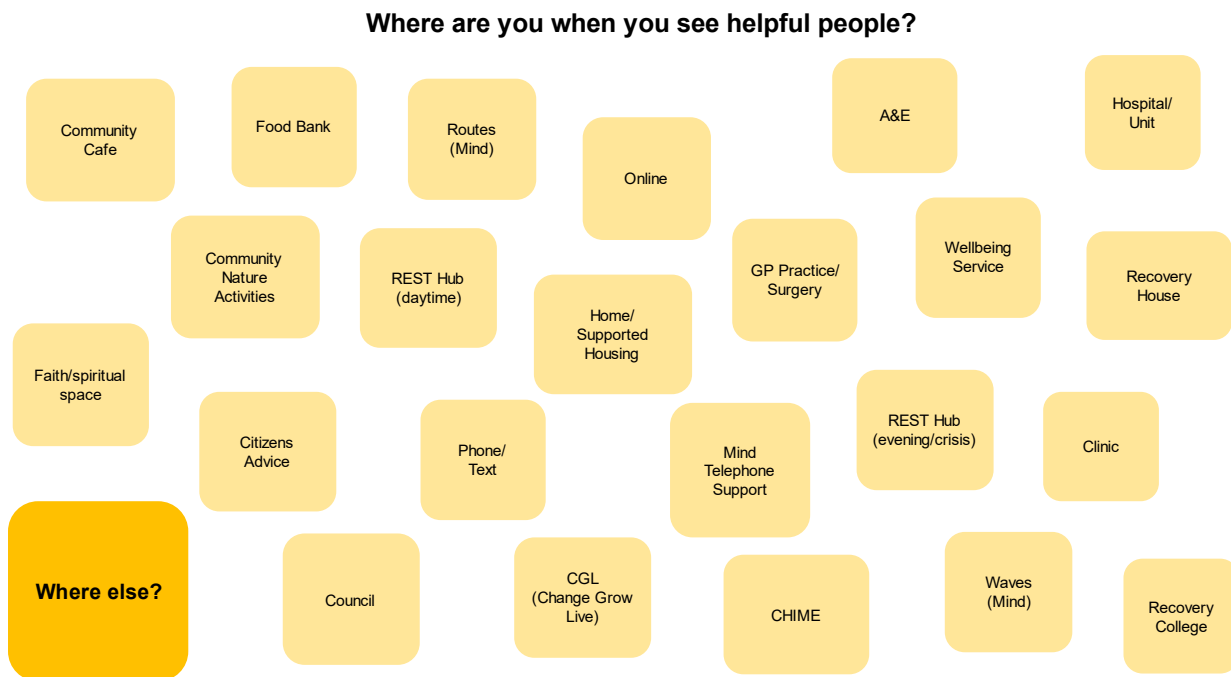 Where are you when you see helpful people?
Community
Cafe
Food Bank
Routes
(Mind)
Online
A&E
Hospital/
Unit
Community
Nature
Activities
REST Hub
(daytime)
Home/
Supported
Housing
GP Practice/
Surgery
Wellbeing
Service
Recovery
House
Faith/spiritual
space
Citizens
Advice
Phone/
Text
Mind
Telephone
Support
REST Hub
(evening/crisis)
Clinic
Where else?
Council
CGL
(Change Grow
Live)
CHIME
Waves
(Mind)
Recovery
College